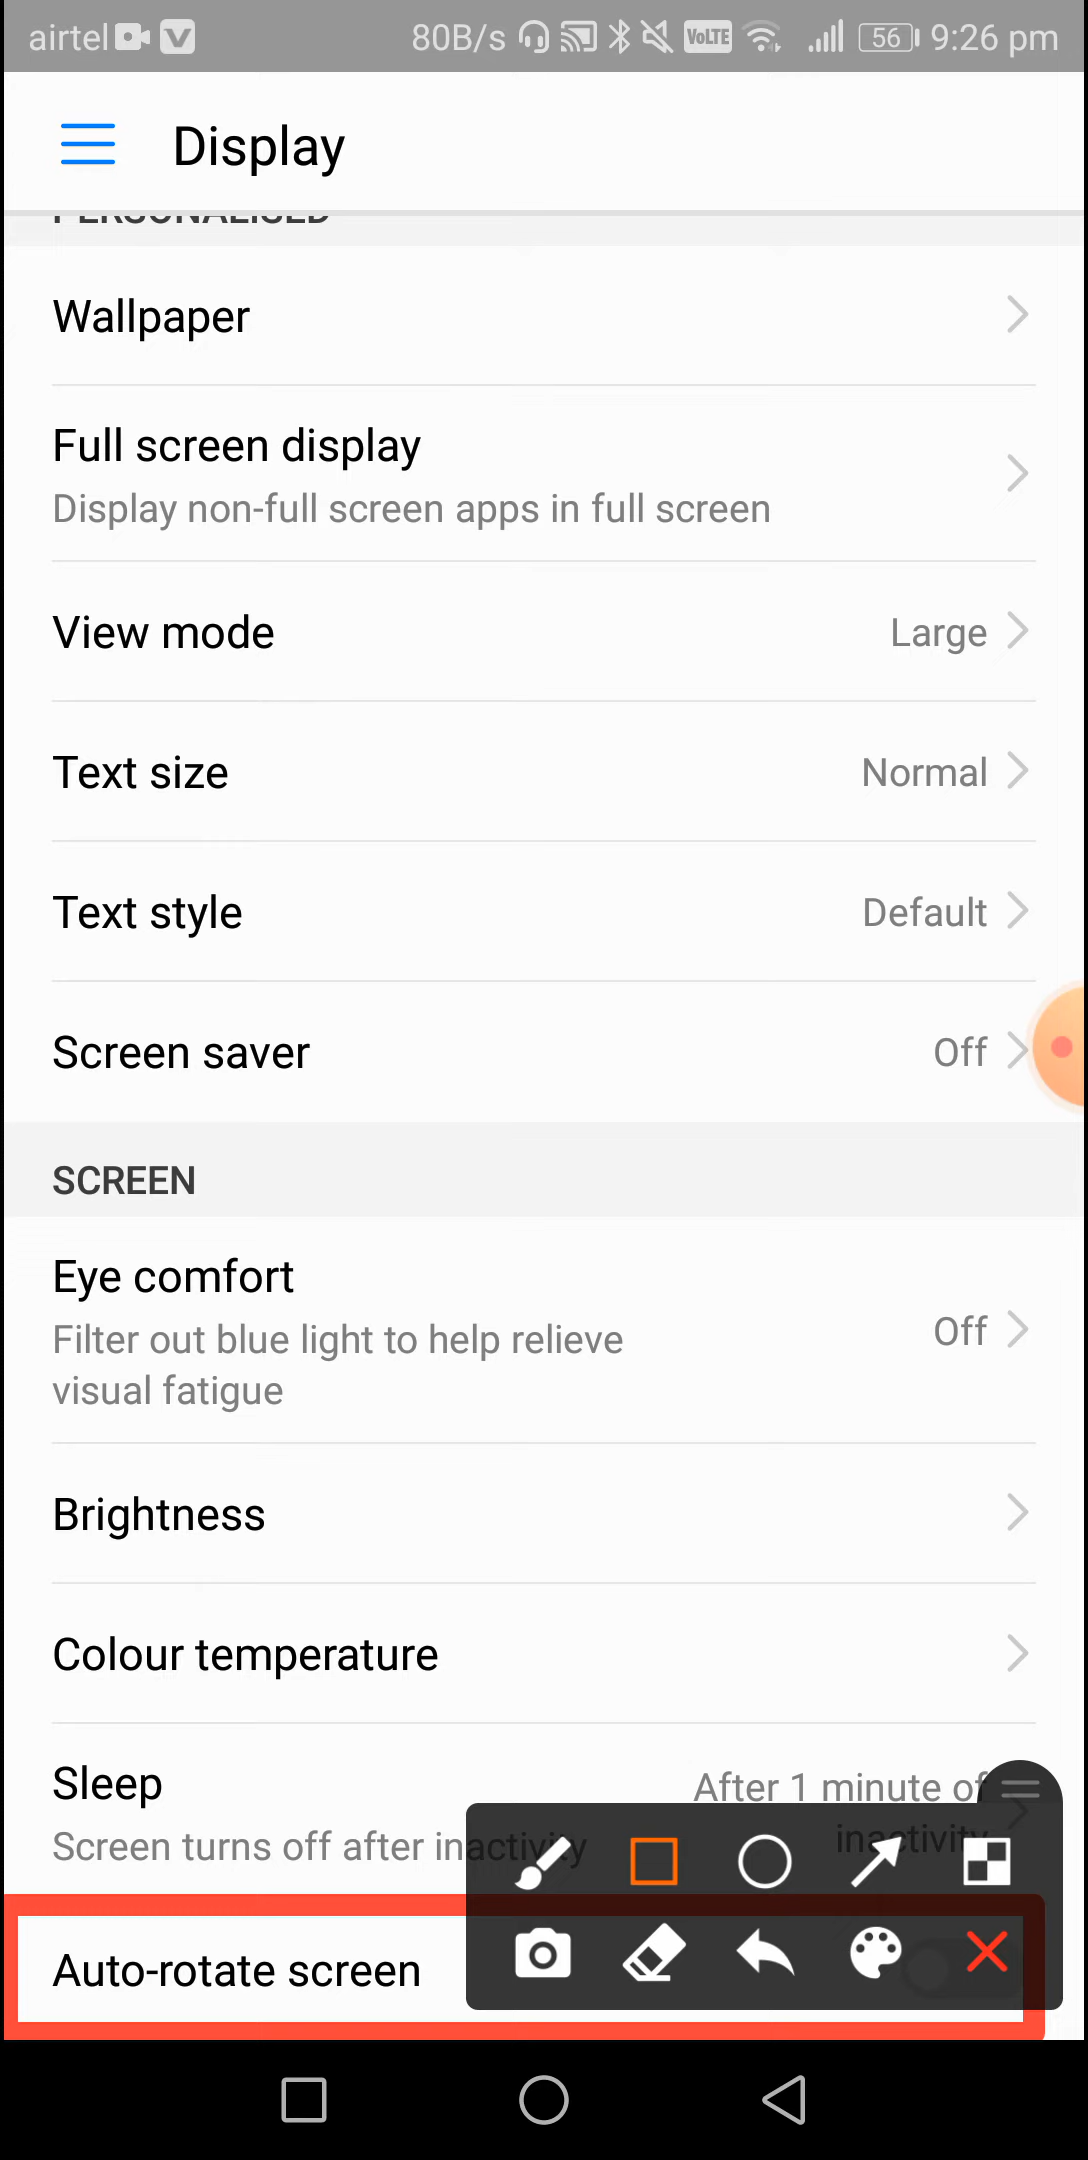 airtel V 80B/s VoLTE 56 9:26 pm
Display
PERSONALISED
Wallpaper
Full screen display
Display non-full screen apps in full screen
View mode Large
Text size Normal
Text style Default
Screen saver Off
SCREEN
Eye comfort
Filter out blue light to help relieve Off
visual fatigue
Brightness
Colour temperature
Sleep After 1 minute of
Screen turns off after inactivity inactivity
Auto-rotate screen